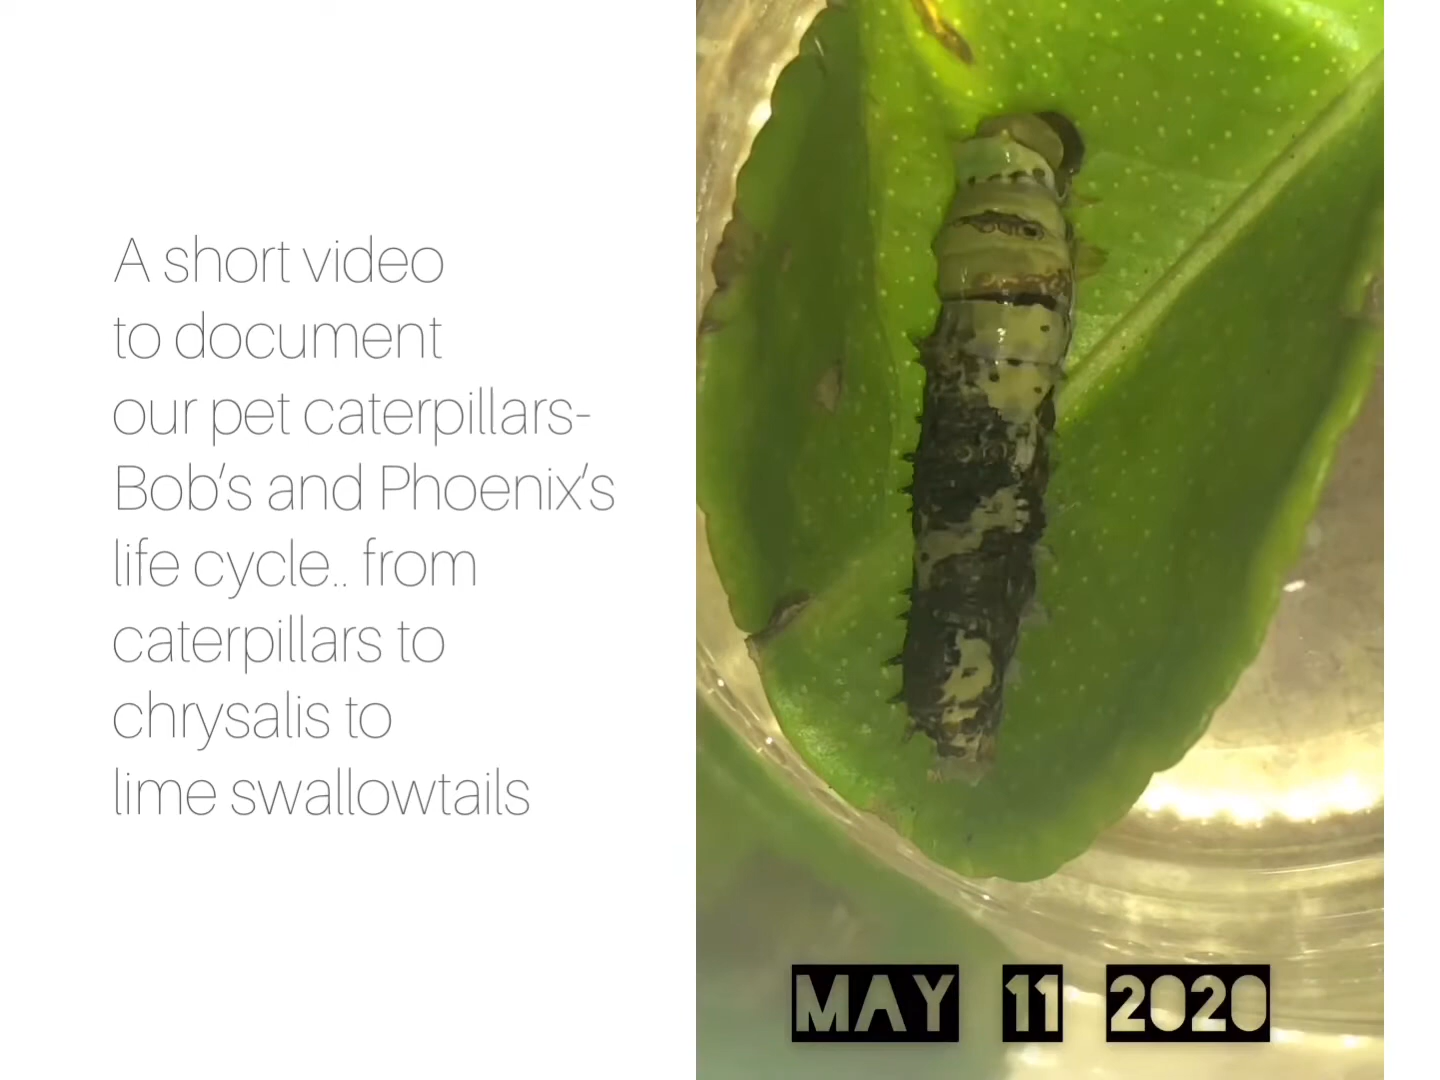 A short video
to document
our pet caterpillars-
Bob's and Phoenix's
life cycle.. from
caterpillars to
chrysalis to
lime swallowtails
MAY 11 2020